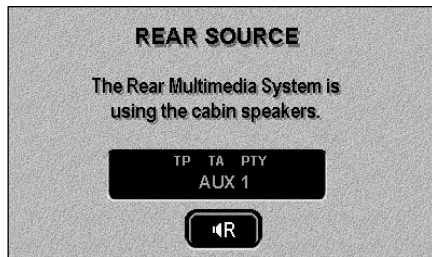 REAR SOURCE
The Rear Multimedia System is
using the cabin speakers.
TP TA PTY
AUX 1
R